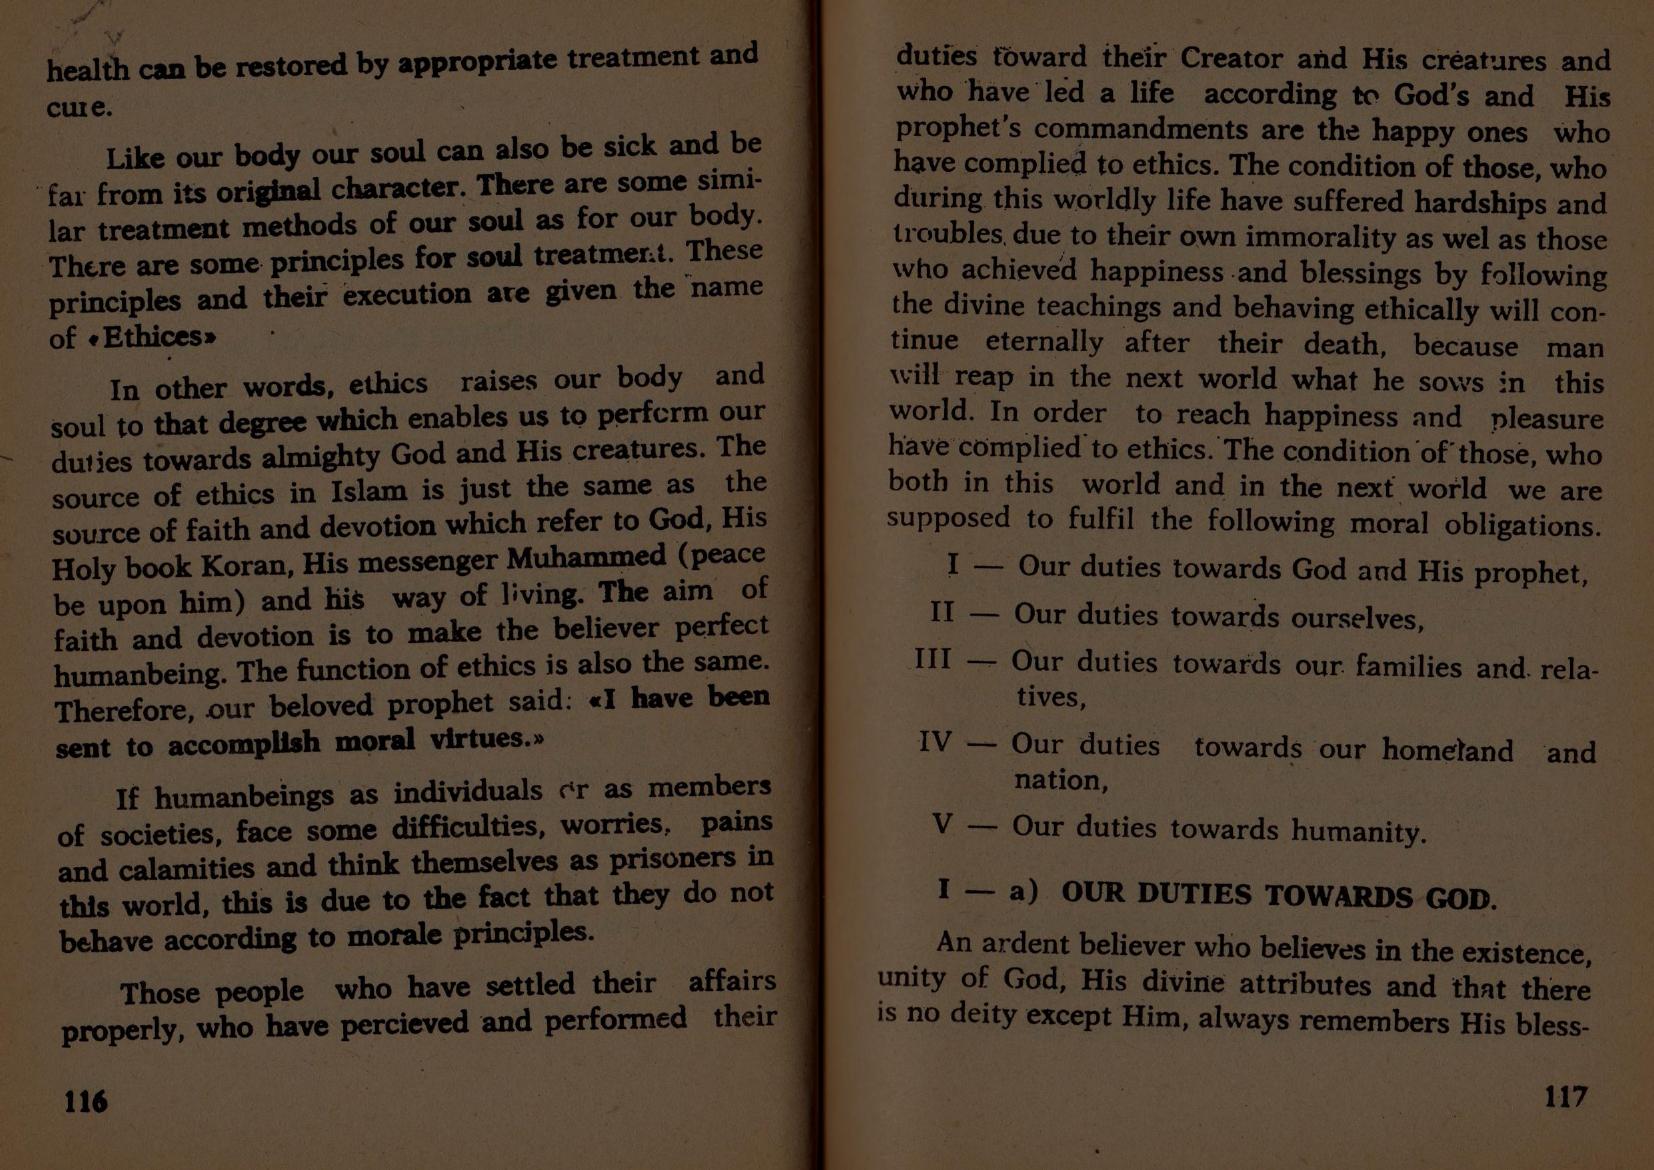 health can be restored by appropriate treatment and
cure.
Like our body our soul can also be sick and be
far from its original character. There are some simi-
lar treatment methods of our soul as for our body.
There are some principles for soul treatment. These
principles and their execution are given the name
of «Ethices»
In other words, ethics raises our body and
soul to that degree which enables us to perform our
duties towards almighty God and His creatures. The
source of ethics in Islam is just the same as the
source of faith and devotion which refer to God, His
Holy book Koran, His messenger Muhammed (peace
be upon him) and his way of living. The aim of
faith and devotion is to make the believer perfect
humanbeing. The function of ethics is also the same.
Therefore, our beloved prophet said: «I have been
sent to accomplish moral virtues.»
If humanbeings as individuals or as members
of societies, face some difficulties, worries, pains
and calamities and think themselves as prisoners in
this world, this is due to the fact that they do not
behave according to morale principles.
Those people who have settled their affairs
properly, who have percieved and performed their
116
duties toward their Creator and His creatures and
who have led a life according to God's and His
prophet's commandments are the happy ones who
have complied to ethics. The condition of those, who
during this worldly life have suffered hardships and
troubles, due to their own immorality as wel as those
who achieved happiness and blessings by following
the divine teachings and behaving ethically will con-
tinue eternally after their death, because man
will reap in the next world what he sows in this
world. In order to reach happiness and pleasure
have complied to ethics. The condition of those, who
both in this world and in the next world we are
supposed to fulfil the following moral obligations.
I — Our duties towards God and His prophet,
II — Our duties towards ourselves,
III — Our duties towards our families and rela-
tives,
IV — Our duties towards our homeland and
nation,
V — Our duties towards humanity.
I — a) OUR DUTIES TOWARDS GOD.
An ardent believer who believes in the existence,
unity of God, His divine attributes and that there
is no deity except Him, always remembers His bless-
117